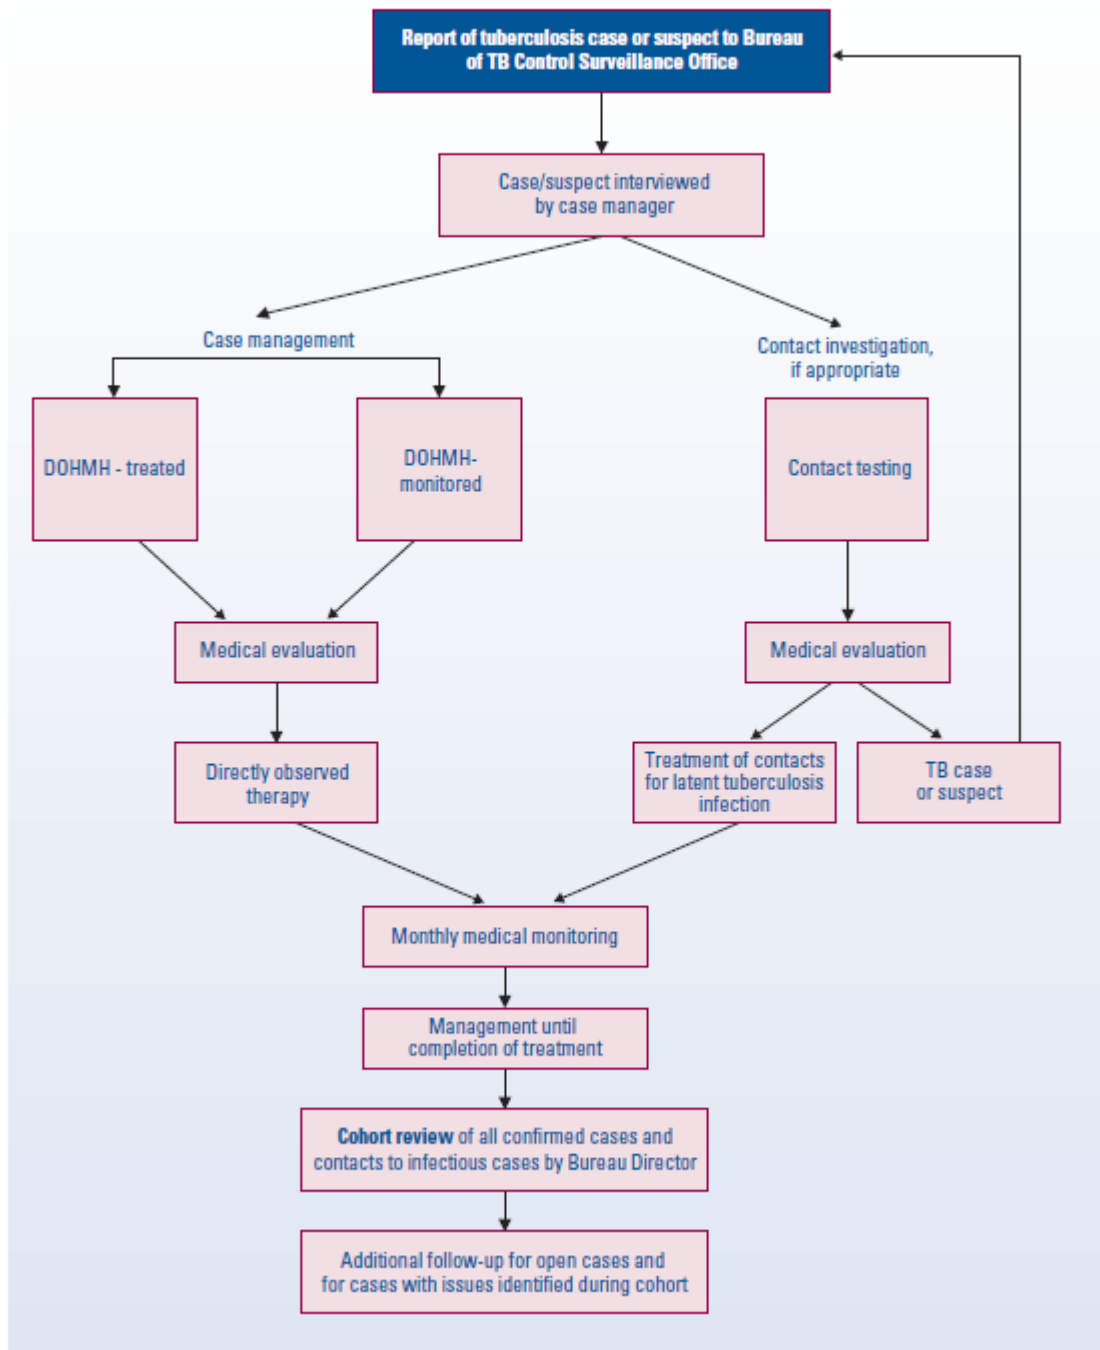 Report of tuberculosis case or suspect to Bureau
of TB Control Surveillance Office
Case/suspect interviewed
by case manager
Case management
Contact investigation,
if appropriate
DOHMH - treated
DOHMH-
monitored
Contact testing
Medical evaluation
Medical evaluation
Directly observed
therapy
Treatment of contacts
for latent tuberculosis
infection
TB case
or suspect
Monthly medical monitoring
Management until
completion of treatment
Cohort review of all confirmed cases and
contacts to infectious cases by Bureau Director
Additional follow-up for open cases and
for cases with issues identified during cohort